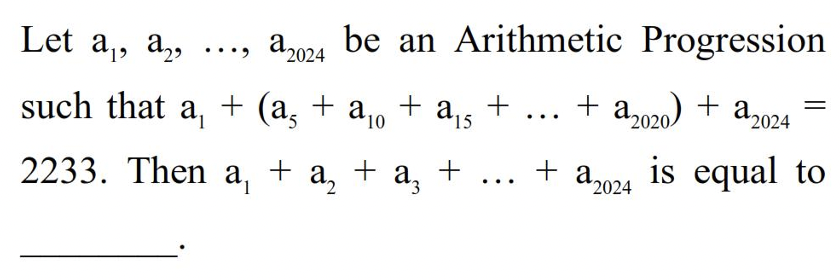 Let a₁, a₂, …, a₂₀₂₄ be an Arithmetic Progression
such that a₁ + (a₅ + a₁₀ + a₁₅ + … + a₂₀₂₀) + a₂₀₂₄ =
2233. Then a₁ + a₂ + a₃ + … + a₂₀₂₄ is equal to
__________.